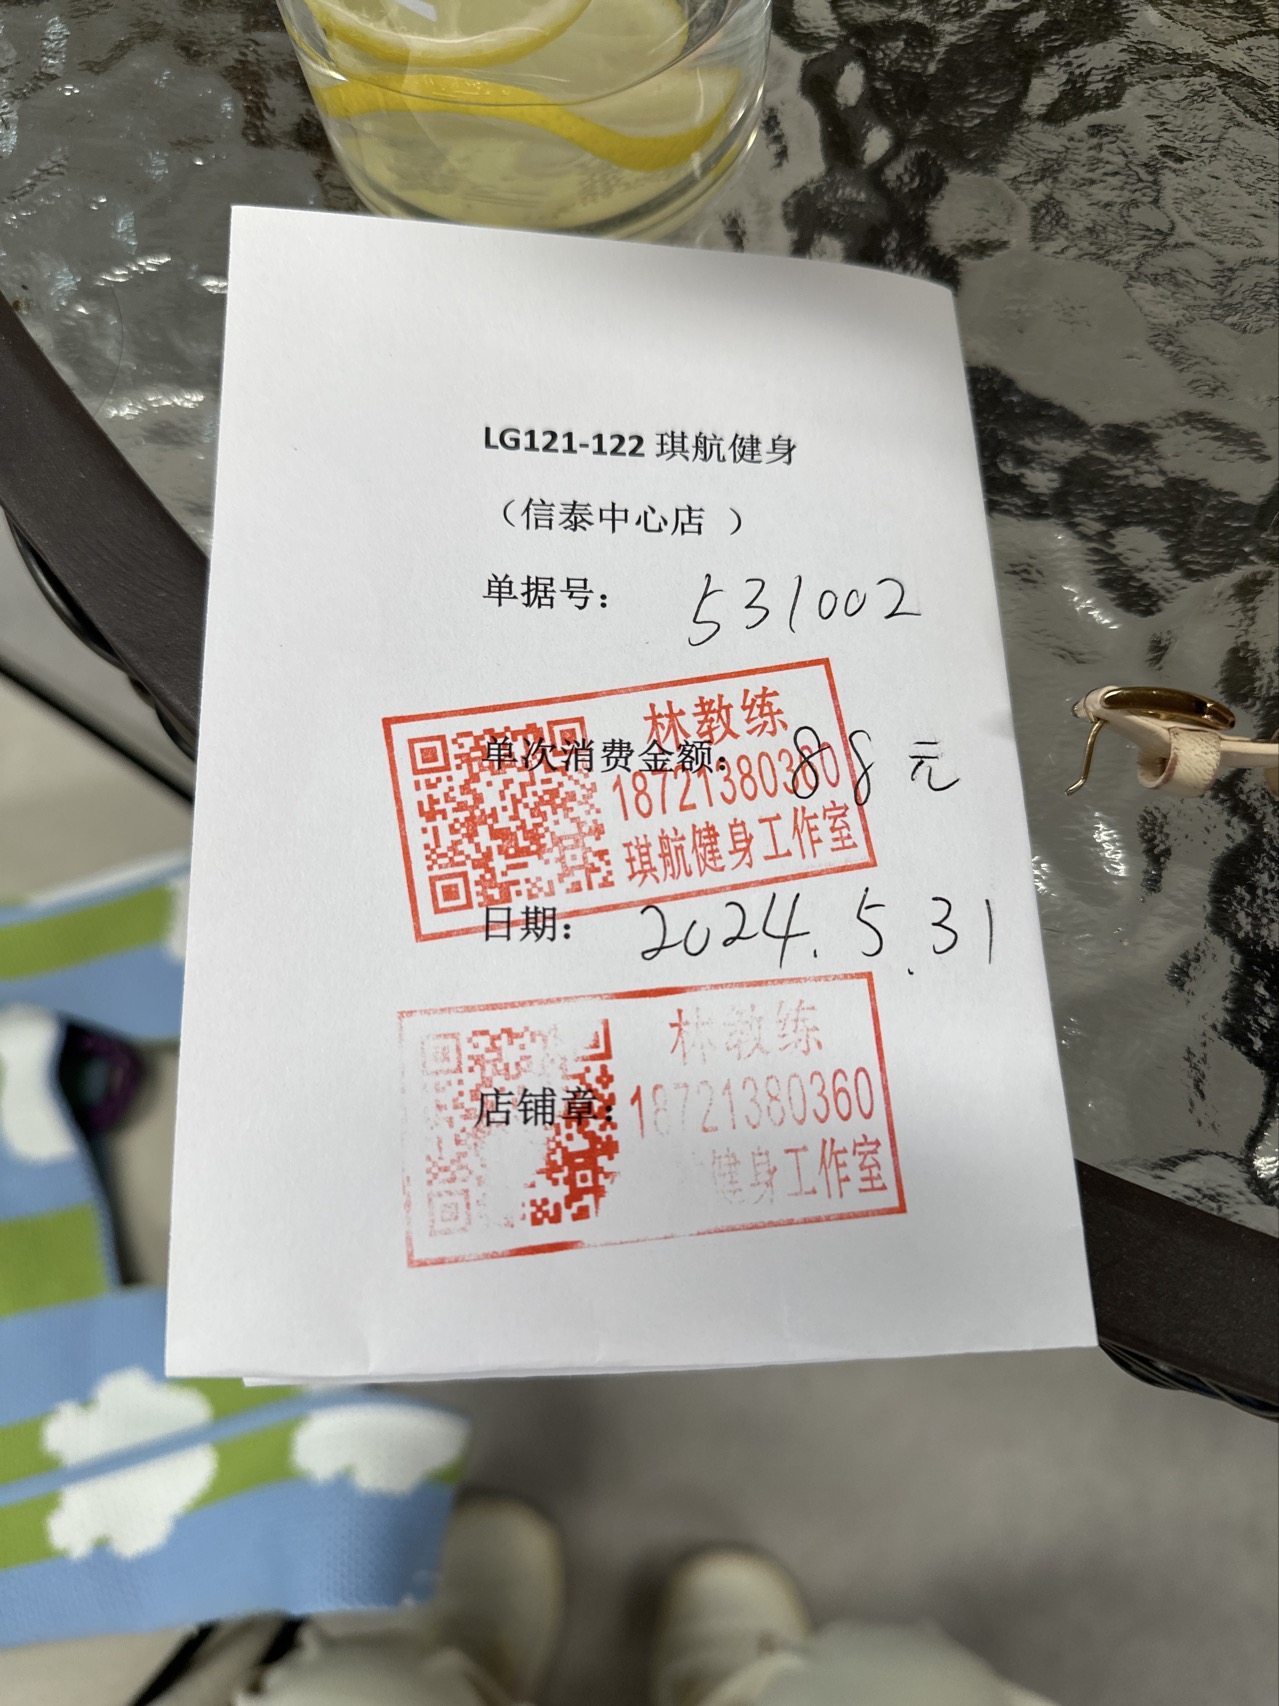 LG121-122 琪航健身
（信泰中心店 ）
单据号： 531002
林教练
单次消费金额： 88 元
18721380360
琪航健身工作室
日期： 2024.5.31
林教练
店铺章：
18721380360
健身工作室